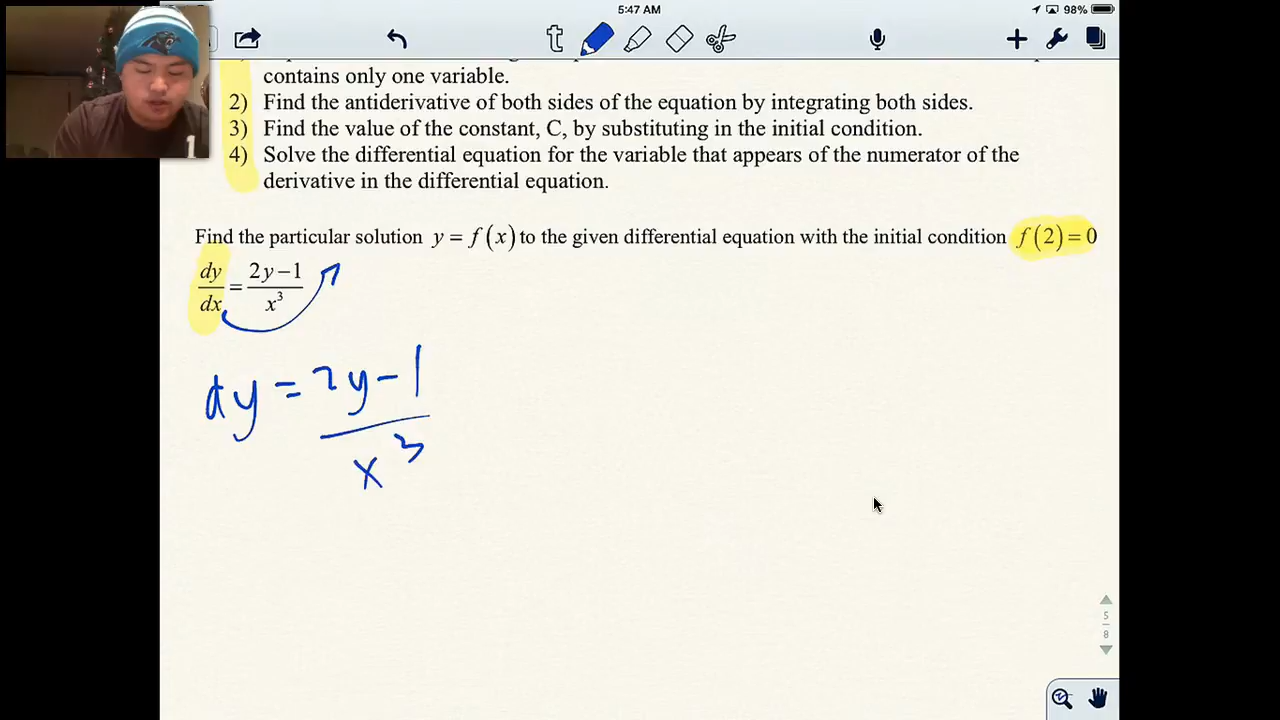 5:47 AM
98%
t
contains only one variable.
2) Find the antiderivative of both sides of the equation by integrating both sides.
3) Find the value of the constant, C, by substituting in the initial condition.
4) Solve the differential equation for the variable that appears of the numerator of the
derivative in the differential equation.
Find the particular solution y = f(x) to the given differential equation with the initial condition f(2) = 0
dy/dx = (2y−1)/x³
dy = (2y−1)/x³
1
5
8